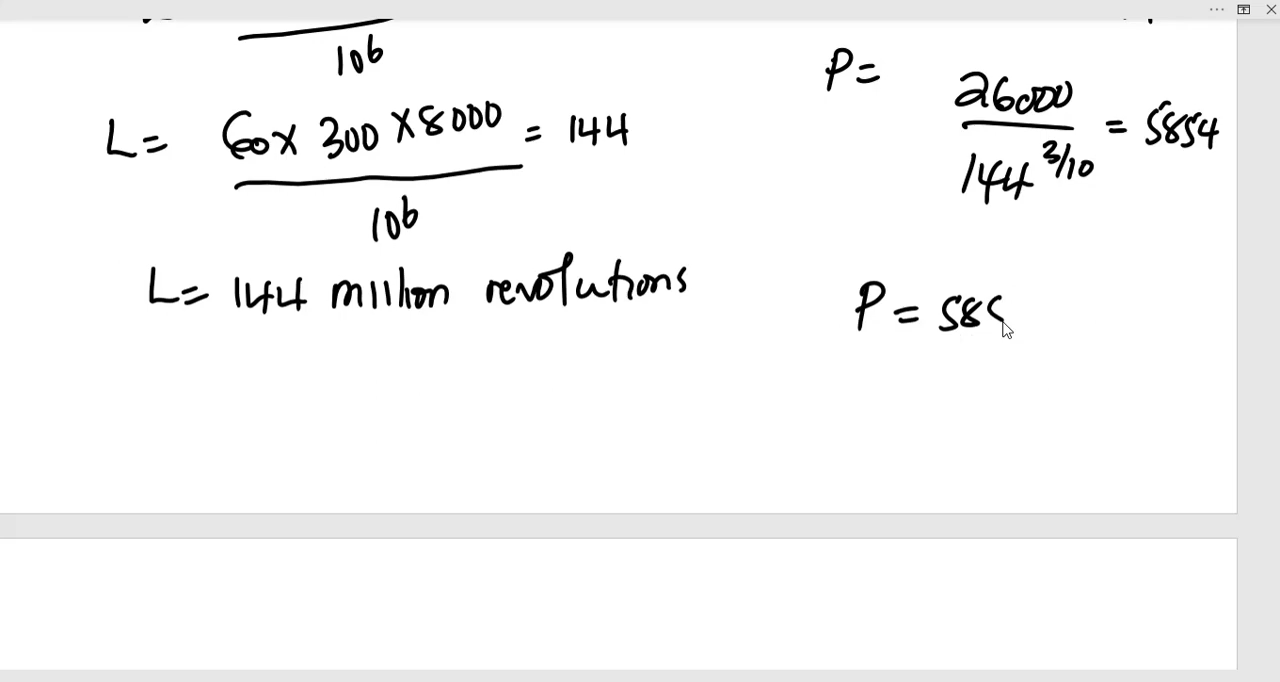 10^6
L = 60 x 300 x 8000 / 10^6 = 144
L = 144 million revolutions
P = 26000 / 144^3/10 = 5854
P = 585